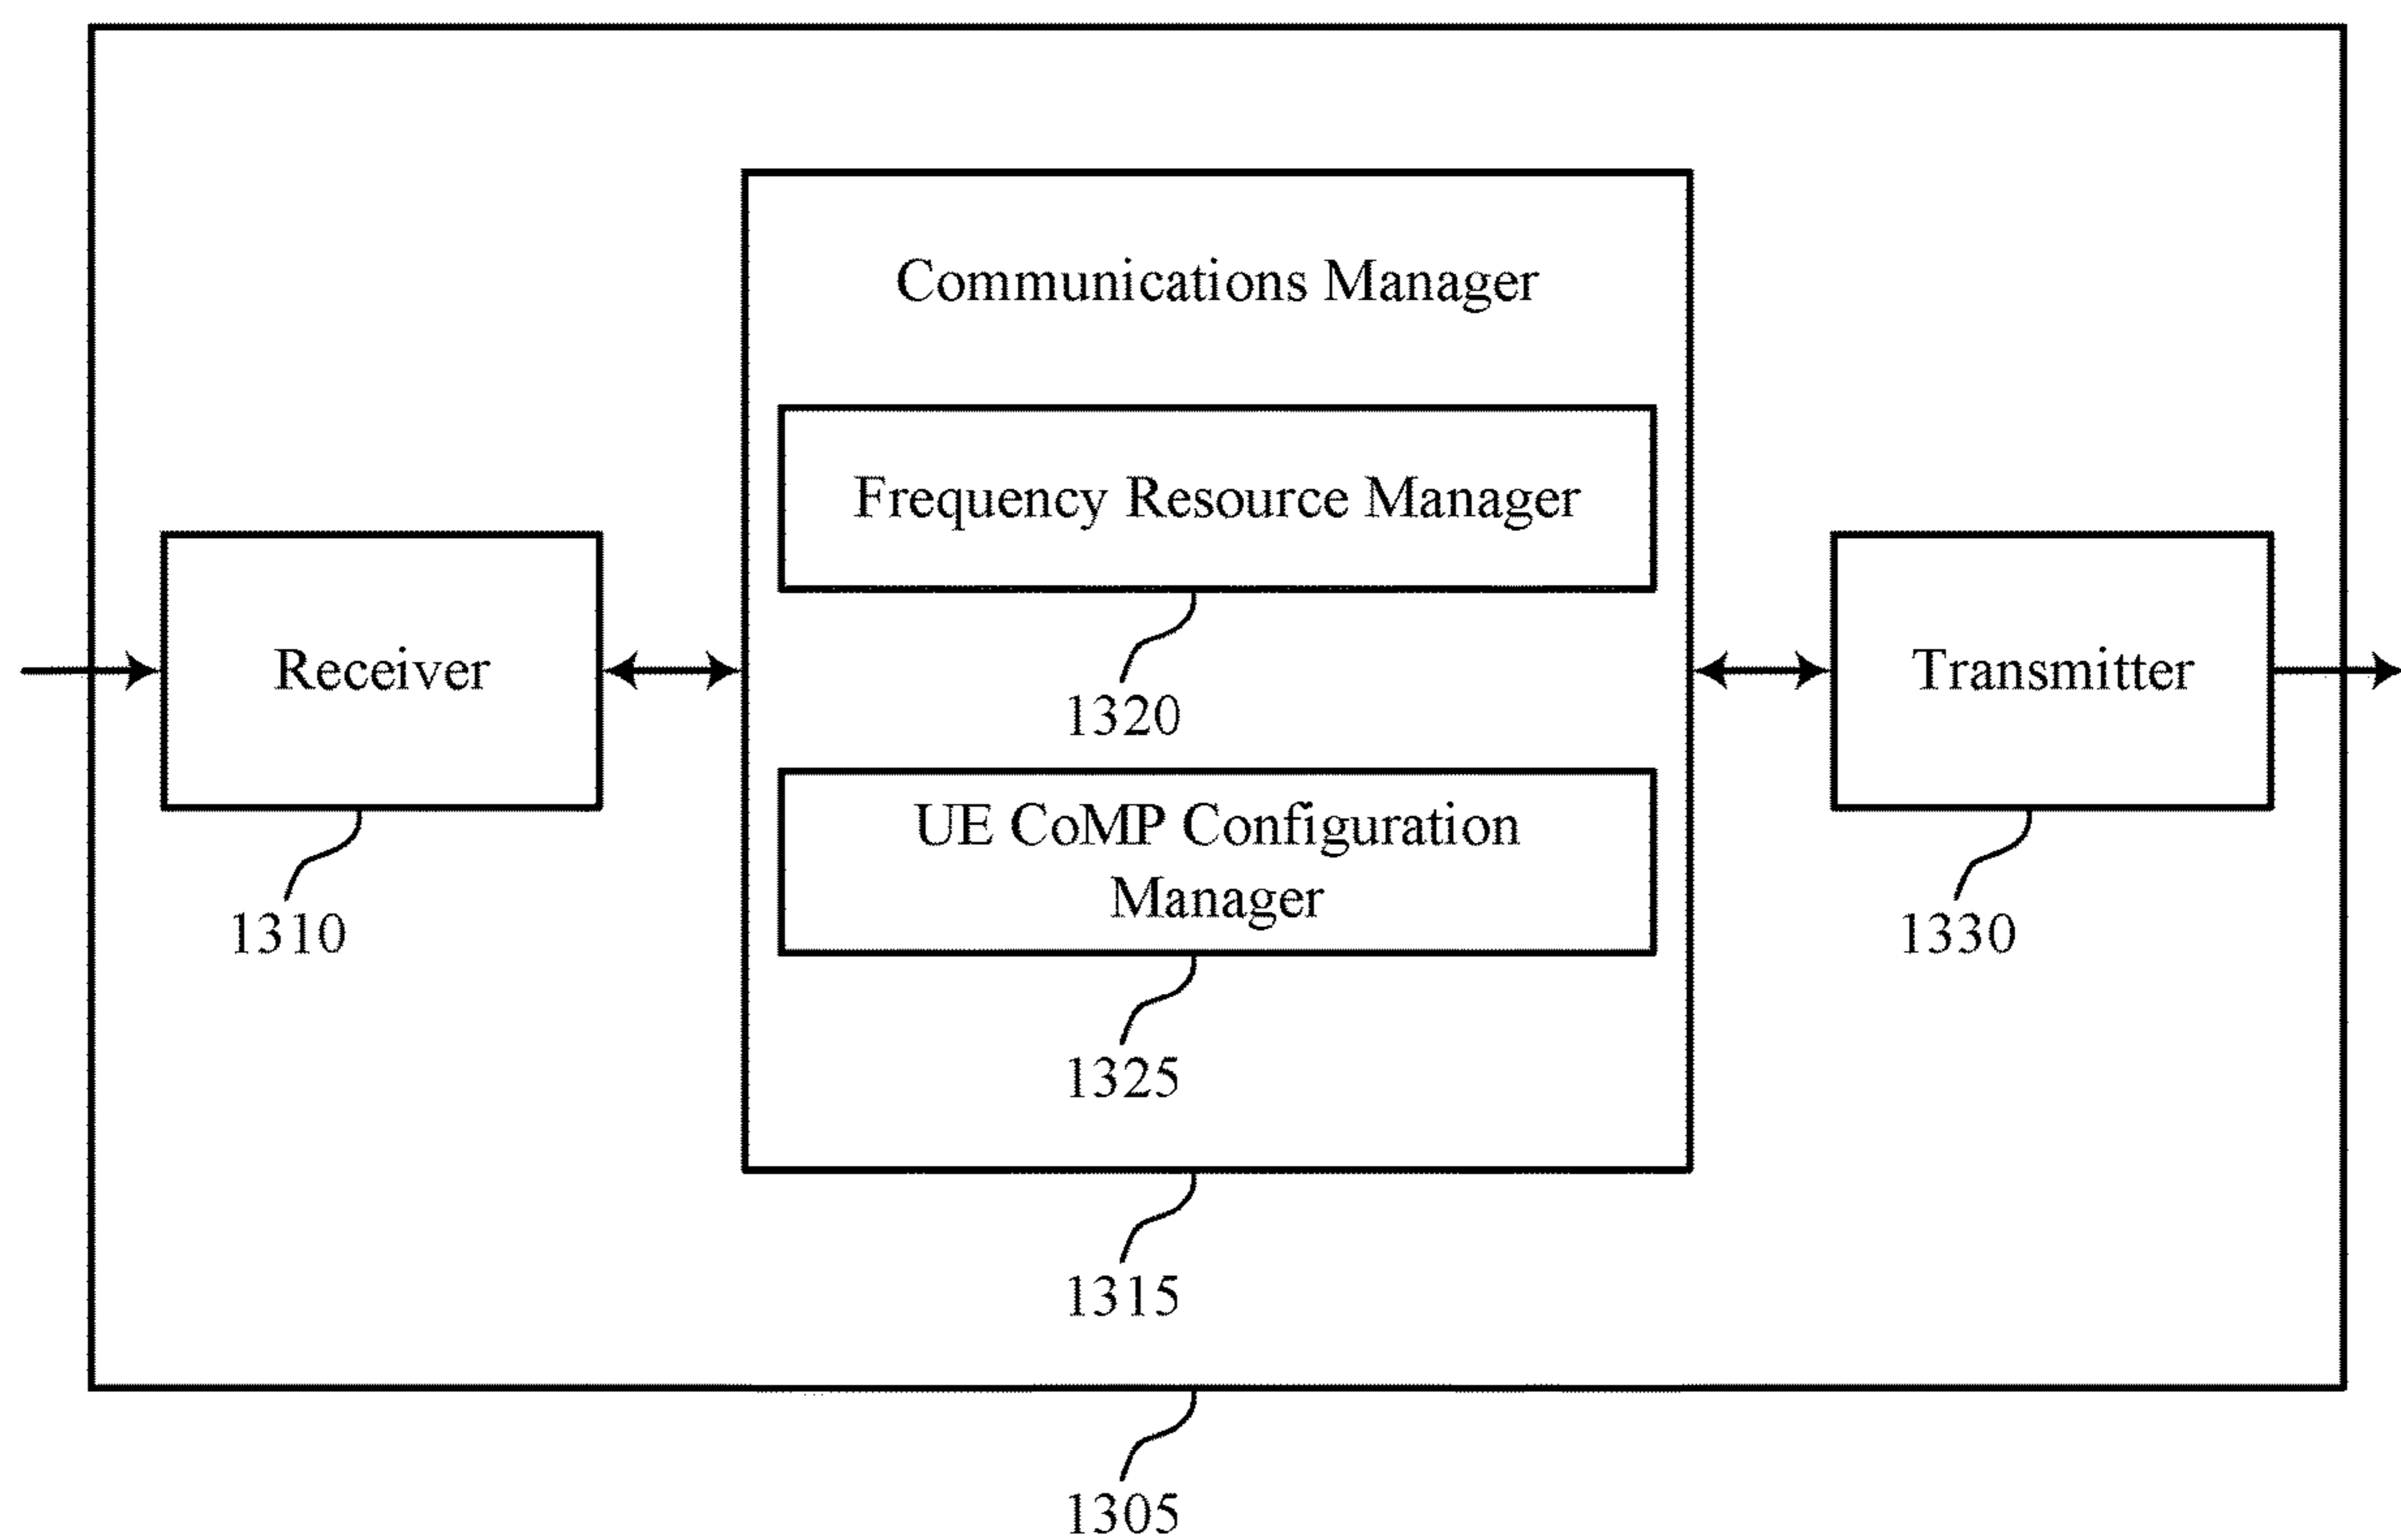 Communications Manager
Frequency Resource Manager
1320
Receiver
1310
UE CoMP Configuration
Manager
1325
Transmitter
1330
1315
1305